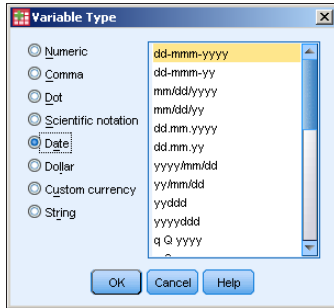 Variable Type
Numeric
Comma
Dot
Scientific notation
Date
Dollar
Custom currency
String
dd-mmm-yyyy
dd-mmm-yy
mm/dd/yyyy
mm/dd/yy
dd.mm.yyyy
dd.mm.yy
yyyy/mm/dd
yy/mm/dd
yyddd
yyyyddd
q Q yyyy
OK Cancel Help